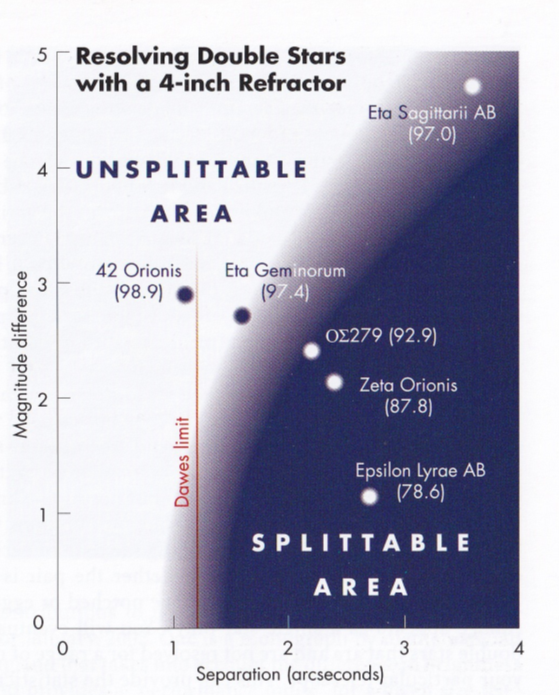 Resolving Double Stars
with a 4-inch Refractor
5
Eta Sagittarii AB
(97.0)
4
UNSPLITTABLE
AREA
42 Orionis
(98.9)
Eta Geminorum
(97.4)
3
Magnitude difference
ΟΣ279 (92.9)
Zeta Orionis
(87.8)
2
Dawes limit
Epsilon Lyrae AB
(78.6)
1
SPLITTABLE
AREA
0
0 1 2 3 4
Separation (arcseconds)